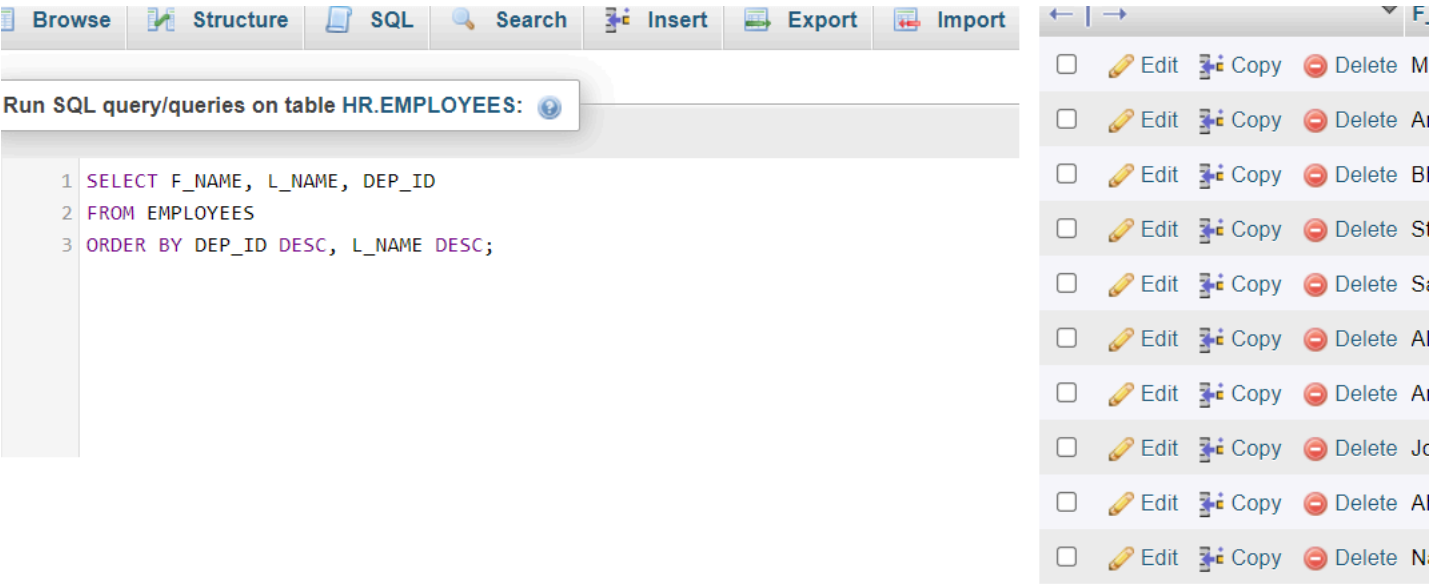 Browse Structure SQL Search Insert Export Import
Run SQL query/queries on table HR.EMPLOYEES:
1 SELECT F_NAME, L_NAME, DEP_ID
2 FROM EMPLOYEES
3 ORDER BY DEP_ID DESC, L_NAME DESC;
← | →
Edit Copy Delete
Edit Copy Delete
Edit Copy Delete
Edit Copy Delete
Edit Copy Delete
Edit Copy Delete
Edit Copy Delete
Edit Copy Delete
Edit Copy Delete
Edit Copy Delete